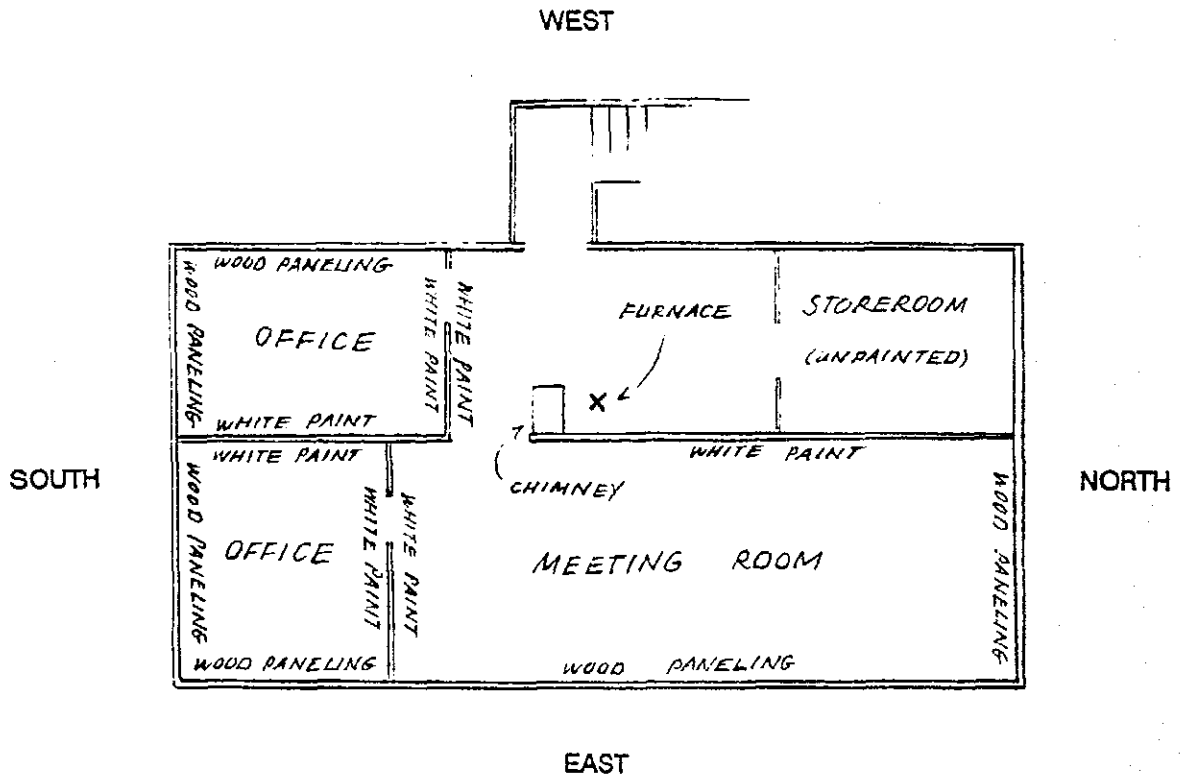 WEST
WOOD PANELING
WOOD PANELING
OFFICE
WHITE PAINT
WHITE PAINT
WHITE PAINT
FURNACE
X
STOREROOM
(UNPAINTED)
WHITE PAINT
WHITE PAINT
CHIMNEY
SOUTH
NORTH
WOOD PANELING
OFFICE
WHITE PAINT
WHITE PAINT
MEETING ROOM
WOOD PANELING
WOOD PANELING
WOOD PANELING
EAST